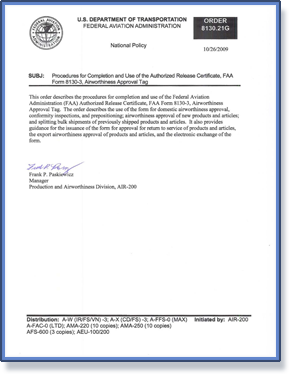 U.S. DEPARTMENT OF TRANSPORTATION
FEDERAL AVIATION ADMINISTRATION
National Policy
ORDER
8130.21G
10/26/2009
SUBJ: Procedures for Completion and Use of the Authorized Release Certificate, FAA
Form 8130-3, Airworthiness Approval Tag
This order describes the procedures for completion and use of the Federal Aviation
Administration (FAA) Authorized Release Certificate, FAA Form 8130-3, Airworthiness
Approval Tag. The order describes the use of the form for domestic airworthiness approval,
conformity inspections, and prepositioning; airworthiness approval of new products and articles;
and splitting bulk shipments of previously shipped products and articles. It also provides
guidance for the issuance of the form for approval for return to service of products and articles,
the export airworthiness approval of products and articles, and the electronic exchange of the
form.
Frank P. Paskiewicz
Manager
Production and Airworthiness Division, AIR-200
Distribution: A-W (IR/FS/VN) -3; A-X (CD/FS) -3; A-FFS-0 (MAX) Initiated by: AIR-200
A-FAC-0 (LTD); AMA-220 (10 copies); AMA-250 (10 copies)
AFS-600 (3 copies); AEU-100/200